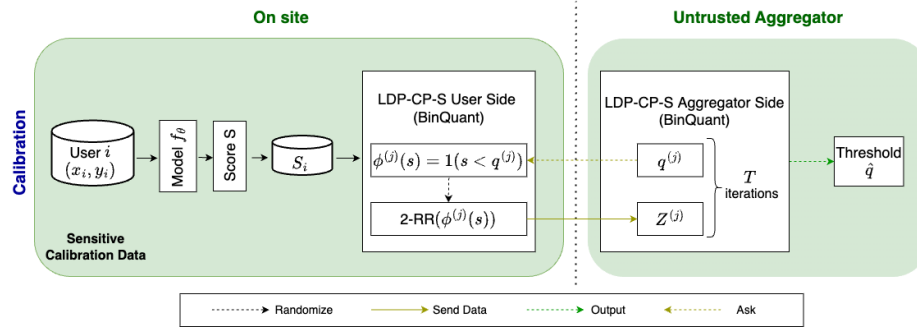 On site
Untrusted Aggregator
Calibration
User i
(x_i, y_i)
Model f_θ
Score S
S_i
LDP-CP-S User Side
(BinQuant)
ϕ^(j)(s) = 1(s < q^(j))
2-RR(ϕ^(j)(s))
Sensitive
Calibration Data
LDP-CP-S Aggregator Side
(BinQuant)
q^(j)
Z^(j)
T
iterations
Threshold
q̂
Randomize
Send Data
Output
Ask